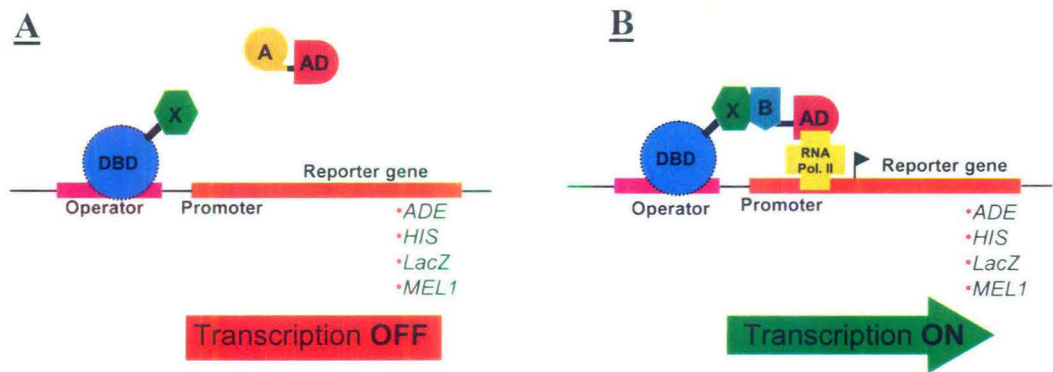 A
A AD
X
DBD
Reporter gene
Operator Promoter
•ADE
•HIS
•LacZ
•MEL1
Transcription OFF
B
X B AD
DBD RNA
Pol. II
Reporter gene
Operator Promoter
•ADE
•HIS
•LacZ
•MEL1
Transcription ON